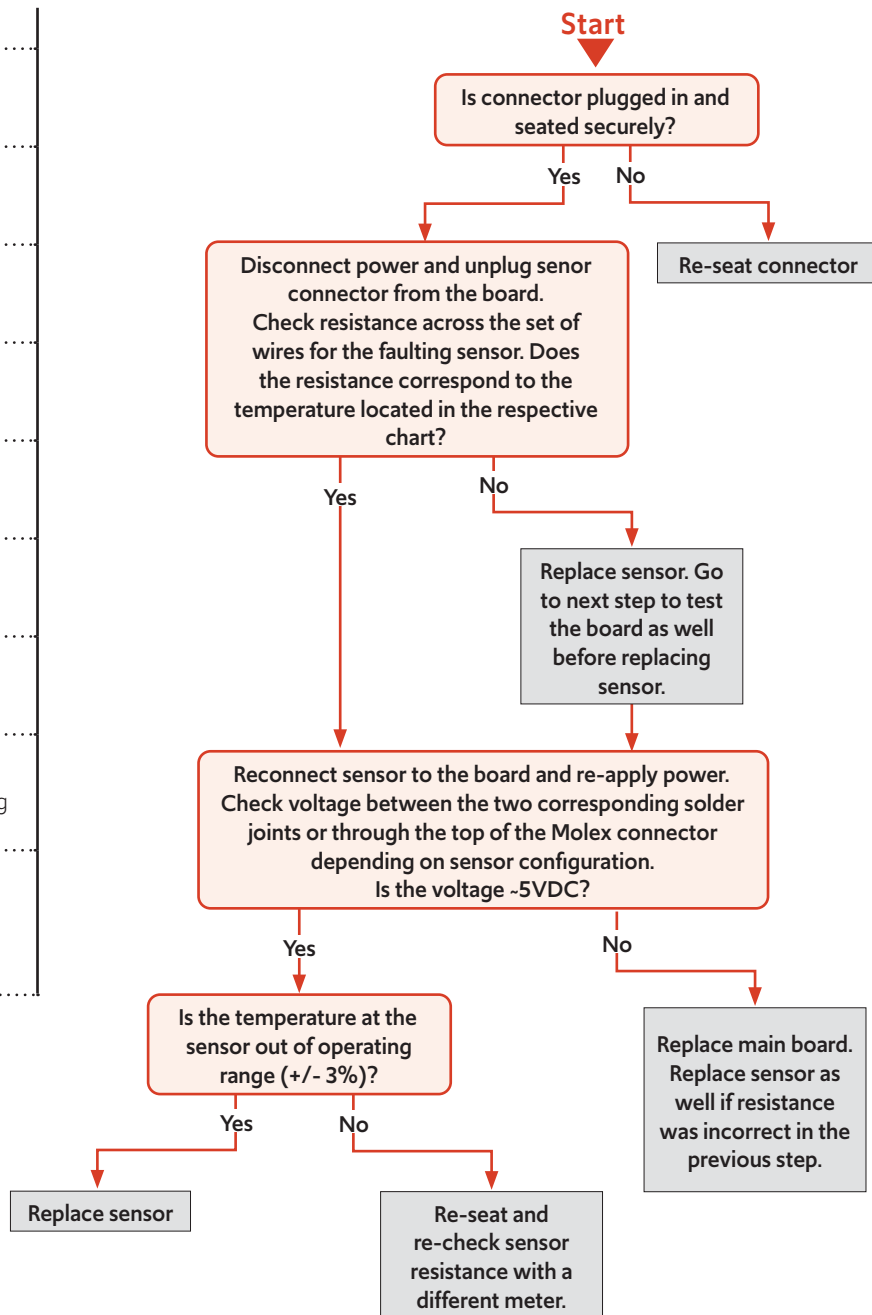 Start
Is connector plugged in and
seated securely?
Yes
No
Re-seat connector
Disconnect power and unplug senor
connector from the board.
Check resistance across the set of
wires for the faulting sensor. Does
the resistance correspond to the
temperature located in the respective
chart?
Yes
No
Replace sensor. Go
to next step to test
the board as well
before replacing
sensor.
Reconnect sensor to the board and re-apply power.
Check voltage between the two corresponding solder
joints or through the top of the Molex connector
depending on sensor configuration.
Is the voltage ~5VDC?
Yes
No
Is the temperature at the
sensor out of operating
range (+/- 3%)?
Replace main board.
Replace sensor as
well if resistance
was incorrect in the
previous step.
Yes
No
Replace sensor
Re-seat and
re-check sensor
resistance with a
different meter.